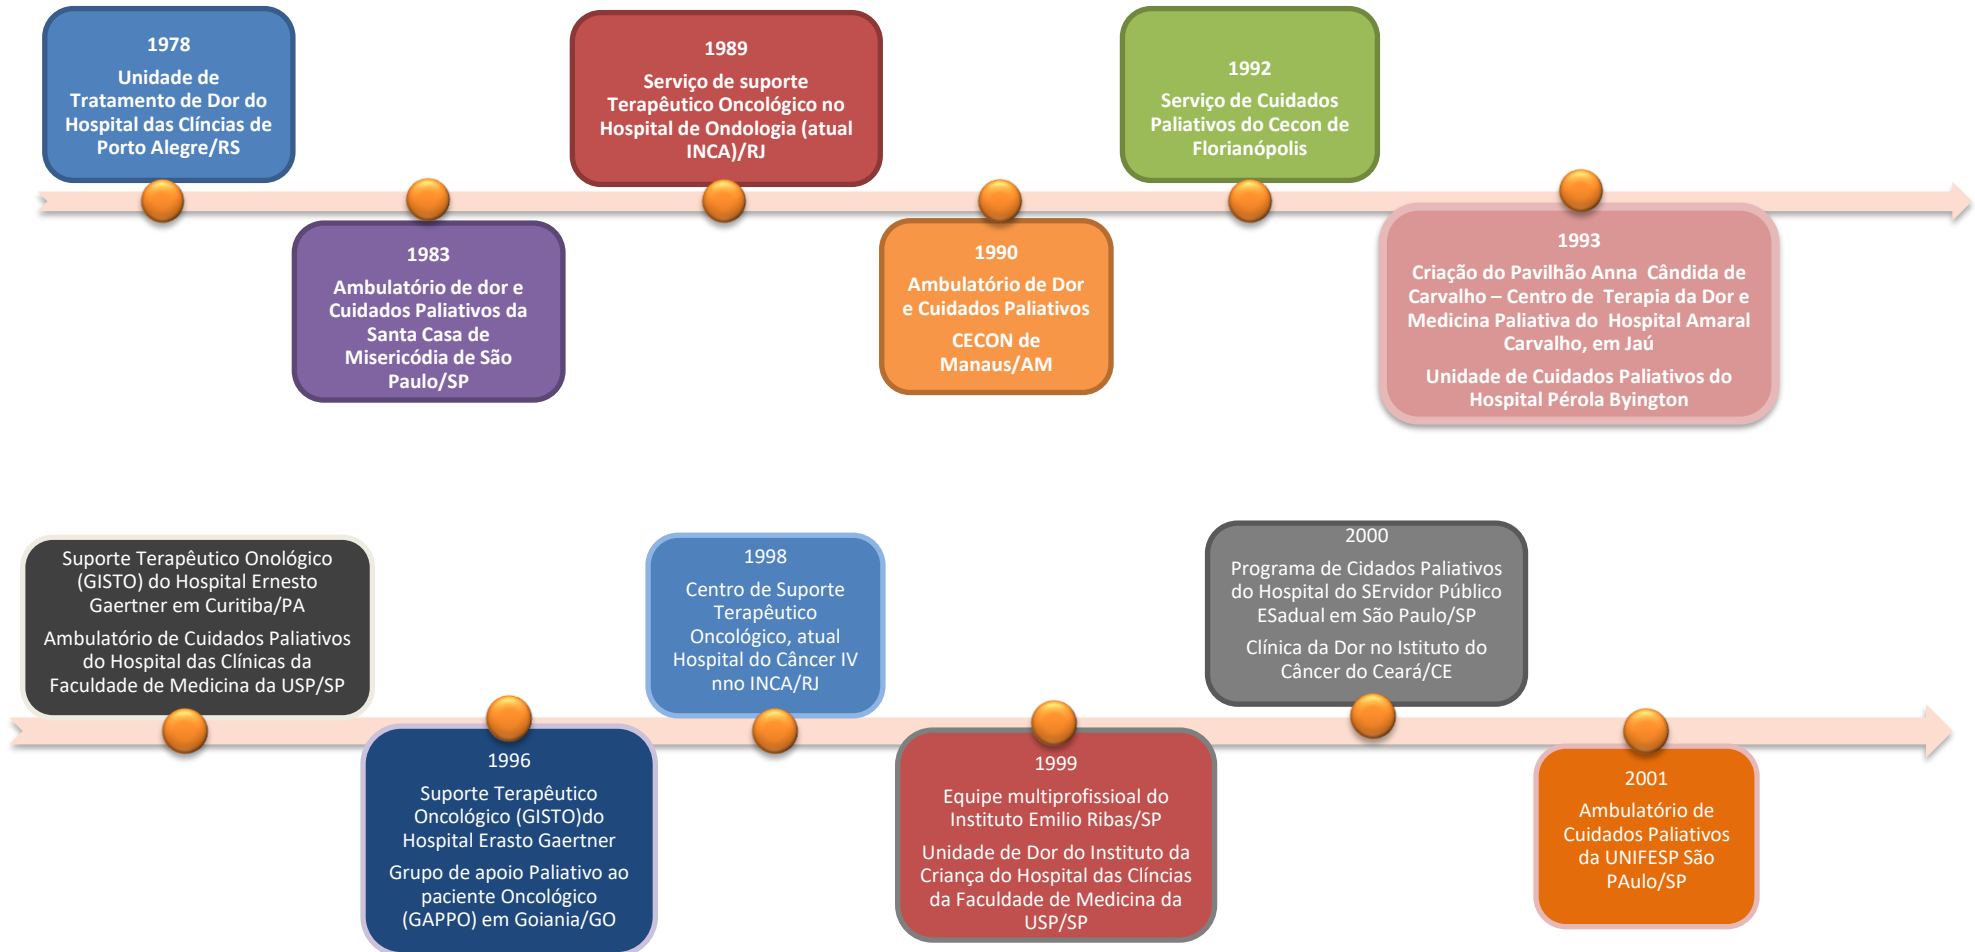 1978
Unidade de
Tratamento de Dor do
Hospital das Clíncias de
Porto Alegre/RS
1983
Ambulatório de dor e
Cuidados Paliativos da
Santa Casa de
Misericódia de São
Paulo/SP
1989
Serviço de suporte
Terapêutico Oncológico no
Hospital de Ondologia (atual
INCA)/RJ
1990
Ambulatório de Dor
e Cuidados Paliativos
CECON de
Manaus/AM
1992
Serviço de Cuidados
Paliativos do Cecon de
Florianópolis
1993
Criação do Pavilhão Anna Cândida de
Carvalho – Centro de Terapia da Dor e
Medicina Paliativa do Hospital Amaral
Carvalho, em Jaú
Unidade de Cuidados Paliativos do
Hospital Pérola Byington
Suporte Terapêutico Onológico
(GISTO) do Hospital Ernesto
Gaertner em Curitiba/PA
Ambulatório de Cuidados Paliativos
do Hospital das Clínicas da
Faculdade de Medicina da USP/SP
1996
Suporte Terapêutico
Oncológico (GISTO)do
Hospital Erasto Gaertner
Grupo de apoio Paliativo ao
paciente Oncológico
(GAPPO) em Goiania/GO
1998
Centro de Suporte
Terapêutico
Oncológico, atual
Hospital do Câncer IV
nno INCA/RJ
1999
Equipe multiprofissioal do
Instituto Emilio Ribas/SP
Unidade de Dor do Instituto da
Criança do Hospital das Clíncias
da Faculdade de Medicina da
USP/SP
2000
Programa de Cidados Paliativos
do Hospital do SErvidor Público
ESadual em São Paulo/SP
Clínica da Dor no Istituto do
Câncer do Ceará/CE
2001
Ambulatório de
Cuidados Paliativos
da UNIFESP São
PAulo/SP